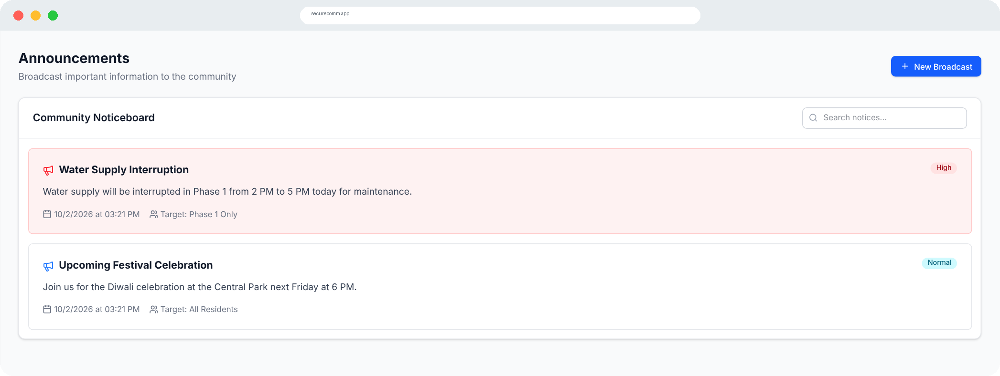 securecomm.app
Announcements
Broadcast important information to the community
New Broadcast
Community Noticeboard
Search notices...
Water Supply Interruption
High
Water supply will be interrupted in Phase 1 from 2 PM to 5 PM today for maintenance.
10/2/2026 at 03:21 PM Target: Phase 1 Only
Upcoming Festival Celebration
Normal
Join us for the Diwali celebration at the Central Park next Friday at 6 PM.
10/2/2026 at 03:21 PM Target: All Residents